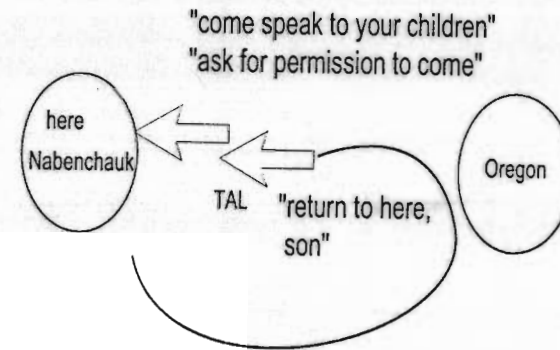 "come speak to your children"
"ask for permission to come"
here
Nabenchauk
Oregon
TAL
"return to here,
son"